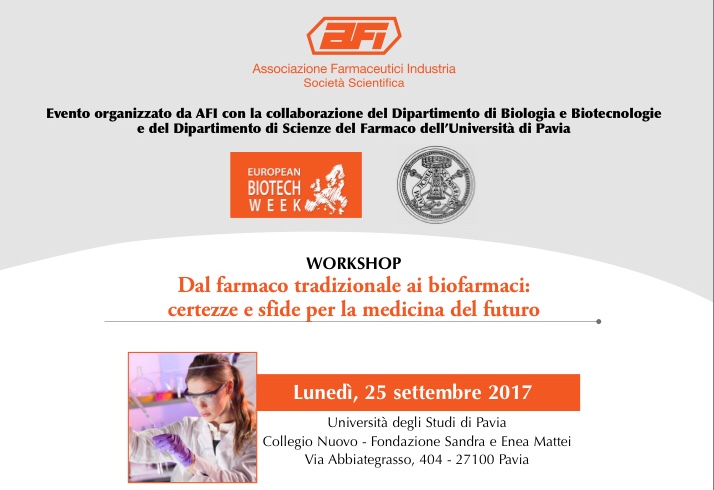 aFi
Associazione Farmaceutici Industria
Società Scientifica
Evento organizzato da AFI con la collaborazione del Dipartimento di Biologia e Biotecnologie
e del Dipartimento di Scienze del Farmaco dell'Università di Pavia
EUROPEAN
BIOTECH
WEEK
WORKSHOP
Dal farmaco tradizionale ai biofarmaci:
certezze e sfide per la medicina del futuro
Lunedì, 25 settembre 2017
Università degli Studi di Pavia
Collegio Nuovo - Fondazione Sandra e Enea Mattei
Via Abbiategrasso, 404 - 27100 Pavia